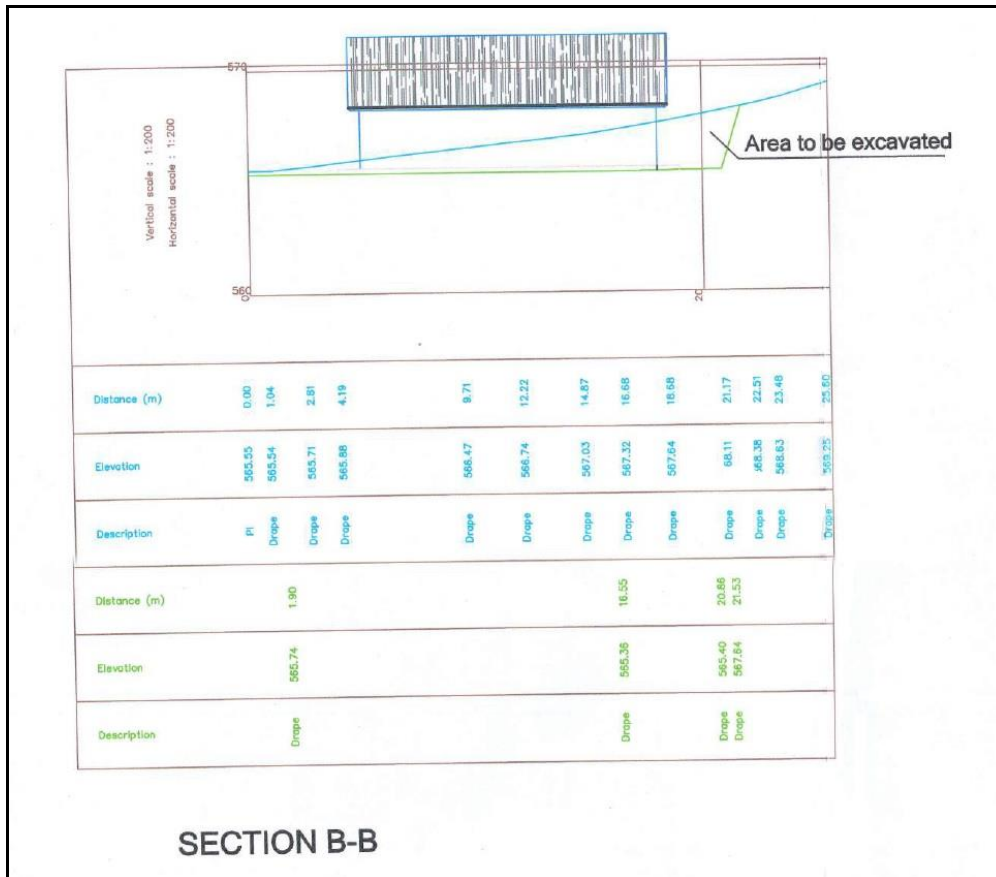 570
Vertical scale : 1:200
Horizontal scale : 1:200
Area to be excavated
560
0
20
Distance (m) 0.00 1.04 2.81 4.19 9.71 12.22 14.87 16.68 18.68 21.17 22.51 23.48 25.60
Elevation 565.55 565.54 565.71 565.88 566.47 566.74 567.03 567.32 567.64 68.11 568.38 568.63 569.25
Description PI Drape Drape Drape Drape Drape Drape Drape Drape Drape Drape Drape Drape
Distance (m) 1.90 16.55 20.86 21.53
Elevation 565.74 565.36 565.40 567.64
Description Drape Drape Drape Drape
SECTION B-B